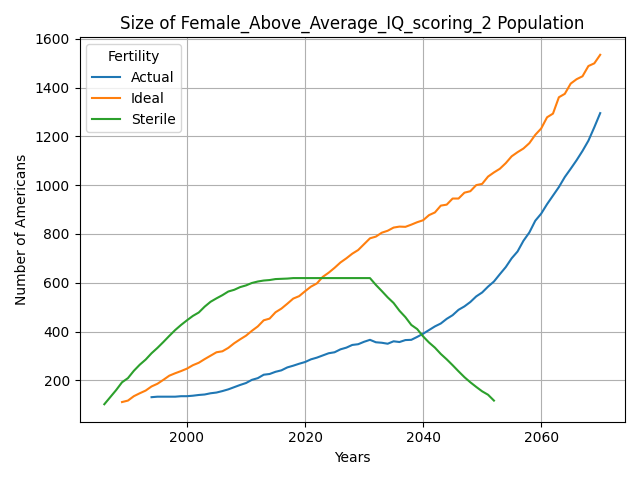 Size of Female_Above_Average_IQ_scoring_2 Population
Fertility
Actual
Ideal
Sterile
Number of Americans
1600
1400
1200
1000
800
600
400
200
2000
2020
2040
2060
Years